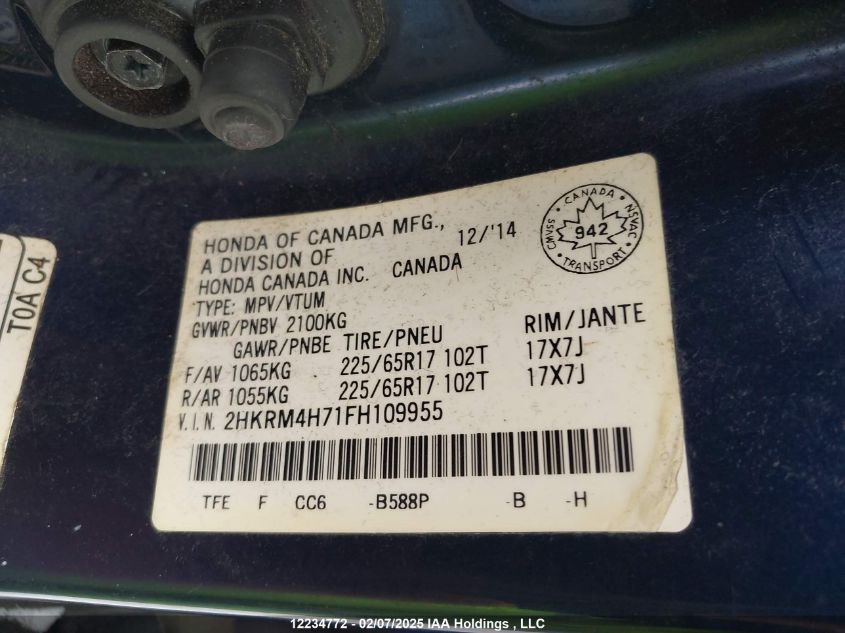 HONDA OF CANADA MFG., 12/'14
A DIVISION OF
HONDA CANADA INC. CANADA
TYPE: MPV/VTUM
GVWR/PNBV 2100KG
GAWR/PNBE TIRE/PNEU RIM/JANTE
F/AV 1065KG 225/65R17 102T 17X7J
R/AR 1055KG 225/65R17 102T 17X7J
V.I.N. 2HKRM4H71FH109955
TFE F CC6 -B588P -B -H
CANADA
CMVSS 942 NSVAC
TRANSPORT
T0A C4
12234772 - 02/07/2025 IAA Holdings , LLC